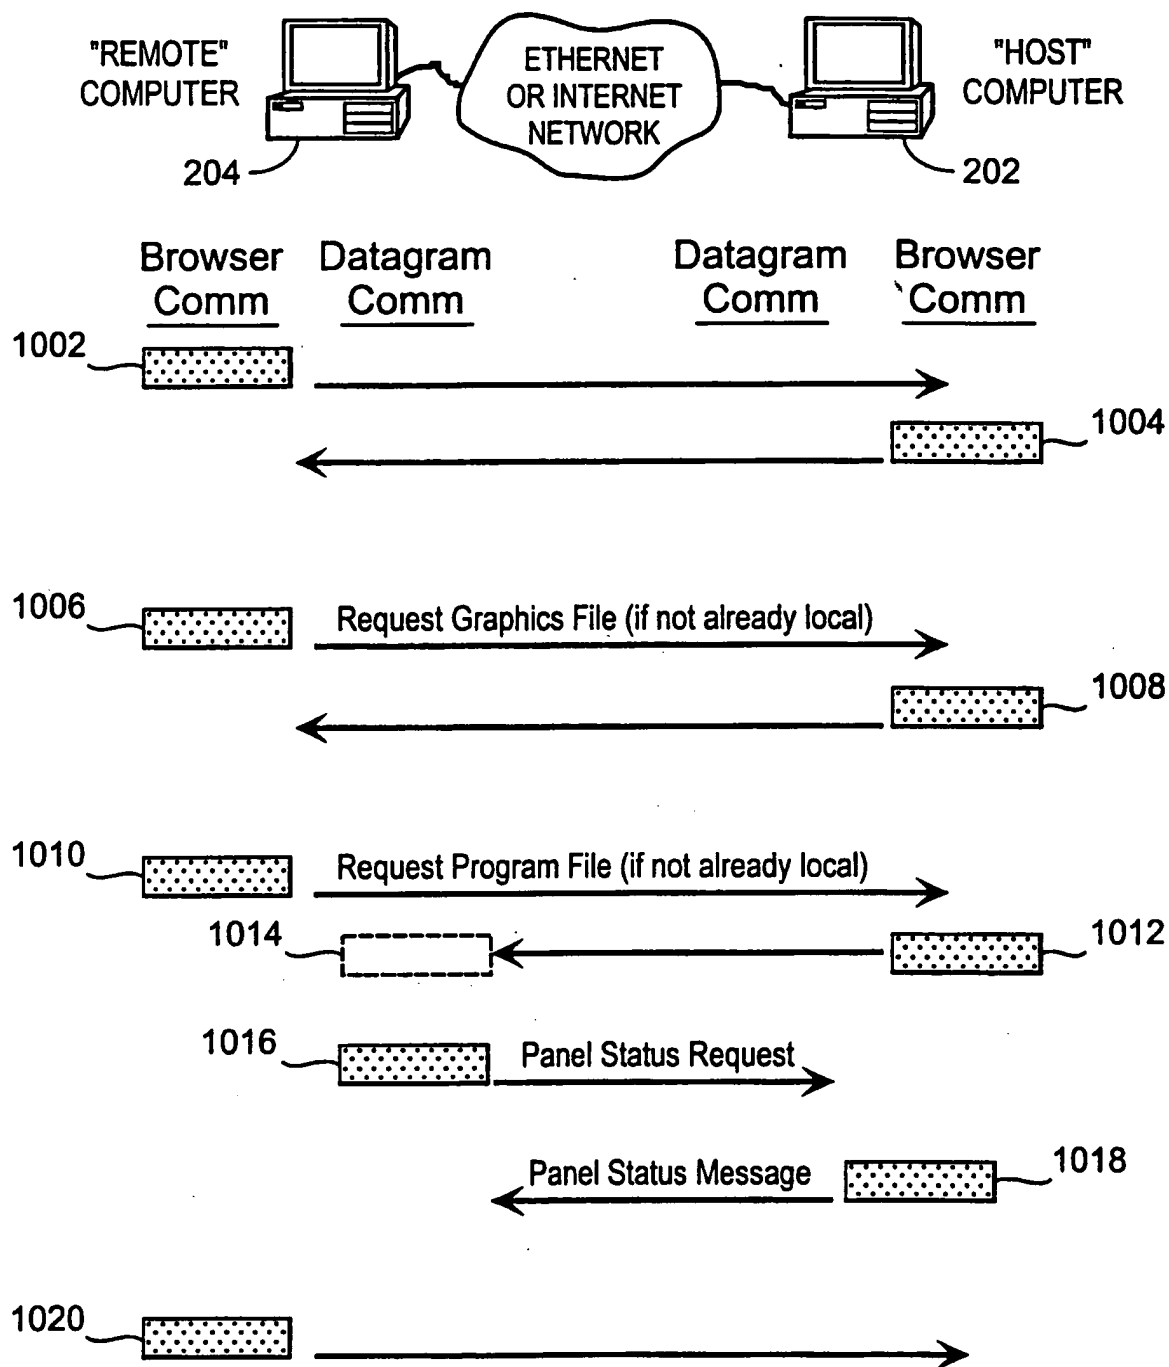 "REMOTE"
COMPUTER
ETHERNET
OR INTERNET
NETWORK
"HOST"
COMPUTER
204
202
Browser
Comm
Datagram
Comm
Datagram
Comm
Browser
Comm
1002
1004
1006
Request Graphics File (if not already local)
1008
1010
Request Program File (if not already local)
1014
1012
1016
Panel Status Request
Panel Status Message
1018
1020